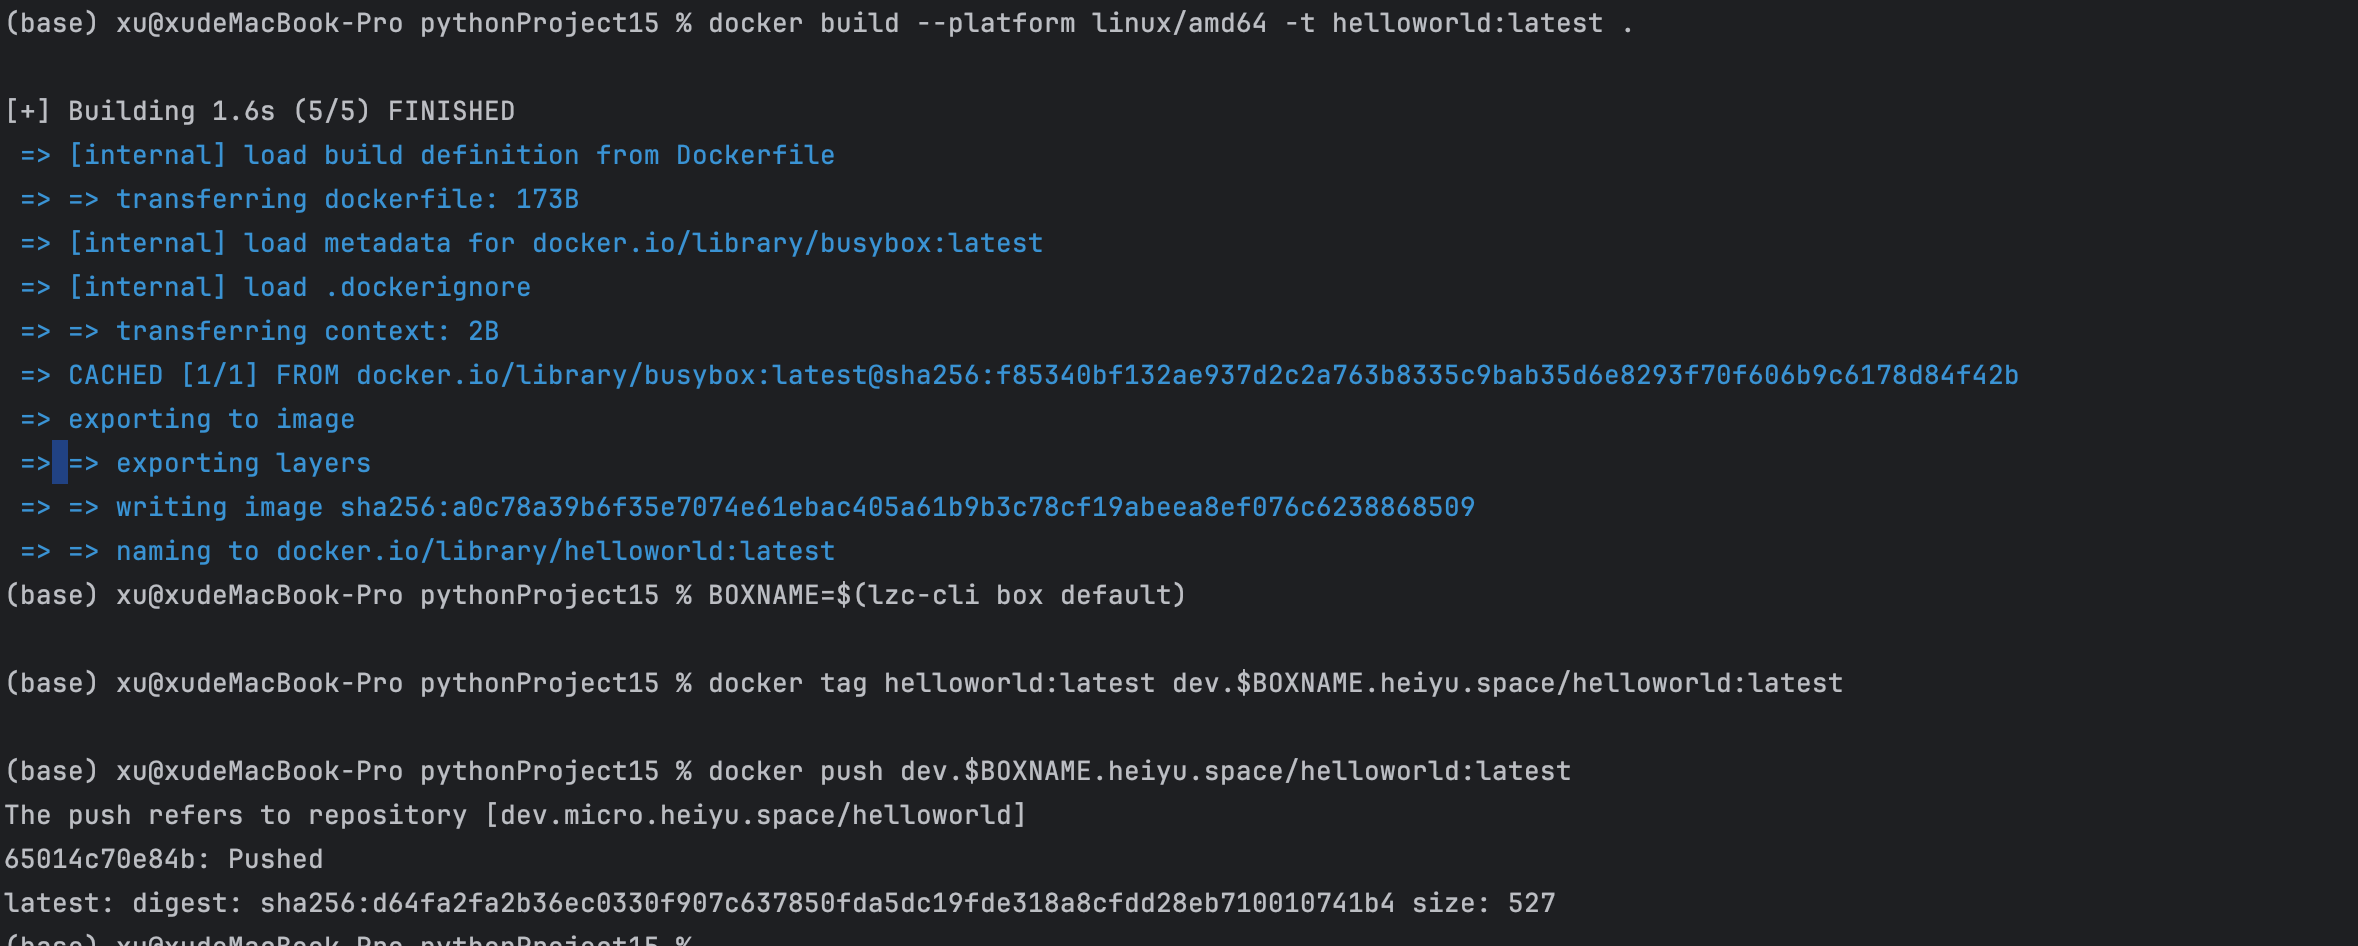 (base) xu@xudeMacBook-Pro pythonProject15 % docker build --platform linux/amd64 -t helloworld:latest .
[+] Building 1.6s (5/5) FINISHED
=> [internal] load build definition from Dockerfile
=> => transferring dockerfile: 173B
=> [internal] load metadata for docker.io/library/busybox:latest
=> [internal] load .dockerignore
=> => transferring context: 2B
=> CACHED [1/1] FROM docker.io/library/busybox:latest@sha256:f85340bf132ae937d2c2a763b8335c9bab35d6e8293f70f606b9c6178d84f42b
=> exporting to image
=> => exporting layers
=> => writing image sha256:a0c78a39b6f35e7074e61ebac405a61b9b3c78cf19abeea8ef076c6238868509
=> => naming to docker.io/library/helloworld:latest
(base) xu@xudeMacBook-Pro pythonProject15 % BOXNAME=$(lzc-cli box default)
(base) xu@xudeMacBook-Pro pythonProject15 % docker tag helloworld:latest dev.$BOXNAME.heiyu.space/helloworld:latest
(base) xu@xudeMacBook-Pro pythonProject15 % docker push dev.$BOXNAME.heiyu.space/helloworld:latest
The push refers to repository [dev.micro.heiyu.space/helloworld]
65014c70e84b: Pushed
latest: digest: sha256:d64fa2fa2b36ec0330f907c637850fda5dc19fde318a8cfdd28eb710010741b4 size: 527
(base) xu@xudeMacBook-Pro pythonProject15 %